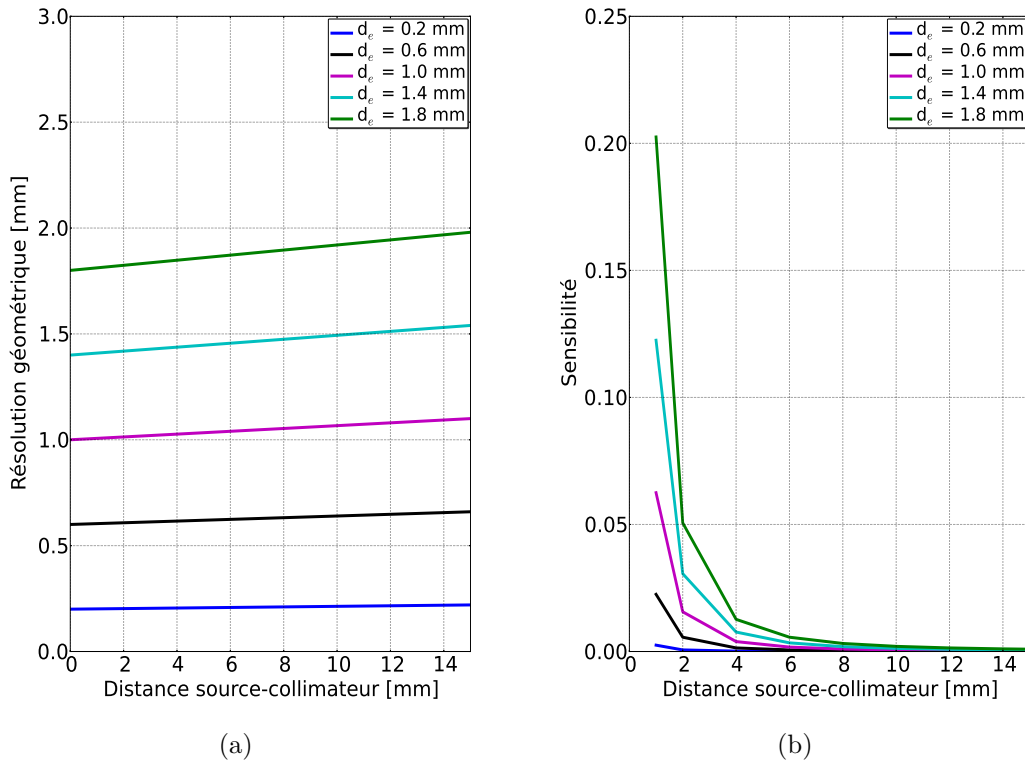 3.0
2.5
2.0
1.5
1.0
0.5
0.0
0 2 4 6 8 10 12 14
Résolution géométrique [mm]
Distance source-collimateur [mm]
d_e = 0.2 mm
d_e = 0.6 mm
d_e = 1.0 mm
d_e = 1.4 mm
d_e = 1.8 mm
(a)
0.25
0.20
0.15
0.10
0.05
0.00
0 2 4 6 8 10 12 14
Sensibilité
Distance source-collimateur [mm]
d_e = 0.2 mm
d_e = 0.6 mm
d_e = 1.0 mm
d_e = 1.4 mm
d_e = 1.8 mm
(b)